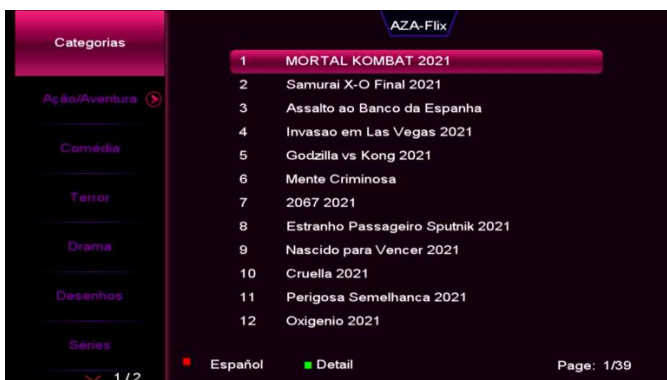 AZA-Flix
Categorias
Ação/Aventura
Comédia
Terror
Drama
Desenhos
Séries
1/2
1 MORTAL KOMBAT 2021
2 Samurai X-O Final 2021
3 Assalto ao Banco da Espanha
4 Invasao em Las Vegas 2021
5 Godzilla vs Kong 2021
6 Mente Criminosa
7 2067 2021
8 Estranho Passageiro Sputnik 2021
9 Nascido para Vencer 2021
10 Cruella 2021
11 Perigosa Semelhanca 2021
12 Oxigenio 2021
Español Detail Page: 1/39